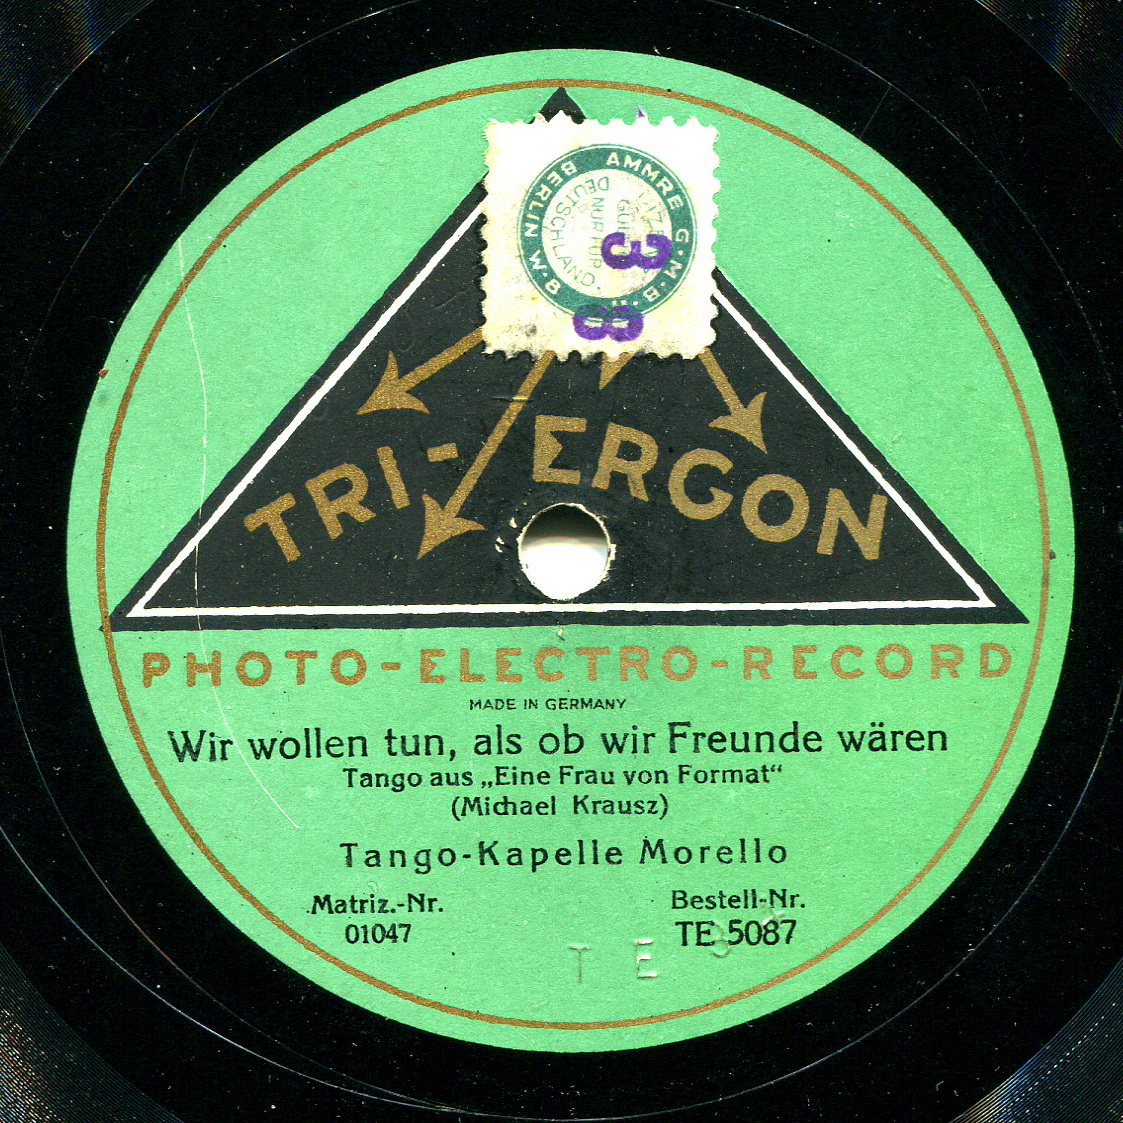 AMMRE G.M.B.H. BERLIN W.8
NUR FÜR
DEUTSCHLAND.
3
8
TRI-ERGON
PHOTO-ELECTRO-RECORD
MADE IN GERMANY
Wir wollen tun, als ob wir Freunde wären
Tango aus „Eine Frau von Format“
(Michael Krausz)
Tango-Kapelle Morello
Matriz.-Nr.
Bestell-Nr.
01047
TE 5087
T E